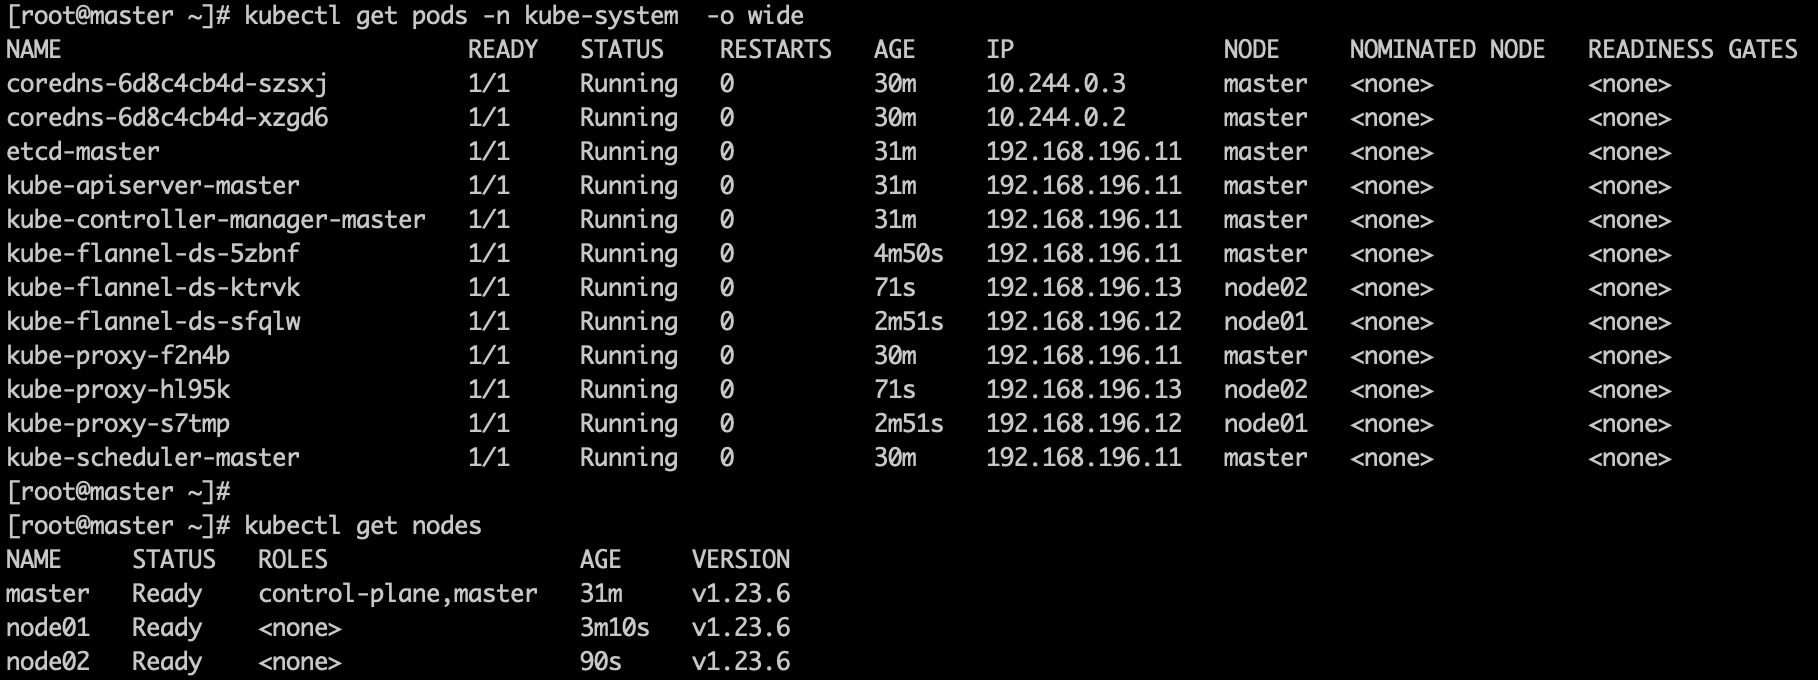 [root@master ~]# kubectl get pods -n kube-system  -o wide
NAME                             READY   STATUS    RESTARTS   AGE     IP               NODE     NOMINATED NODE   READINESS GATES
coredns-6d8c4cb4d-szsxj          1/1     Running   0          30m     10.244.0.3       master   <none>           <none>
coredns-6d8c4cb4d-xzgd6          1/1     Running   0          30m     10.244.0.2       master   <none>           <none>
etcd-master                      1/1     Running   0          31m     192.168.196.11   master   <none>           <none>
kube-apiserver-master            1/1     Running   0          31m     192.168.196.11   master   <none>           <none>
kube-controller-manager-master   1/1     Running   0          31m     192.168.196.11   master   <none>           <none>
kube-flannel-ds-5zbnf            1/1     Running   0          4m50s   192.168.196.11   master   <none>           <none>
kube-flannel-ds-ktrvk            1/1     Running   0          71s     192.168.196.13   node02   <none>           <none>
kube-flannel-ds-sfqlw            1/1     Running   0          2m51s   192.168.196.12   node01   <none>           <none>
kube-proxy-f2n4b                 1/1     Running   0          30m     192.168.196.11   master   <none>           <none>
kube-proxy-hl95k                 1/1     Running   0          71s     192.168.196.13   node02   <none>           <none>
kube-proxy-s7tmp                 1/1     Running   0          2m51s   192.168.196.12   node01   <none>           <none>
kube-scheduler-master            1/1     Running   0          30m     192.168.196.11   master   <none>           <none>
[root@master ~]#
[root@master ~]# kubectl get nodes
NAME     STATUS   ROLES                  AGE     VERSION
master   Ready    control-plane,master   31m     v1.23.6
node01   Ready    <none>                 3m10s   v1.23.6
node02   Ready    <none>                 90s     v1.23.6